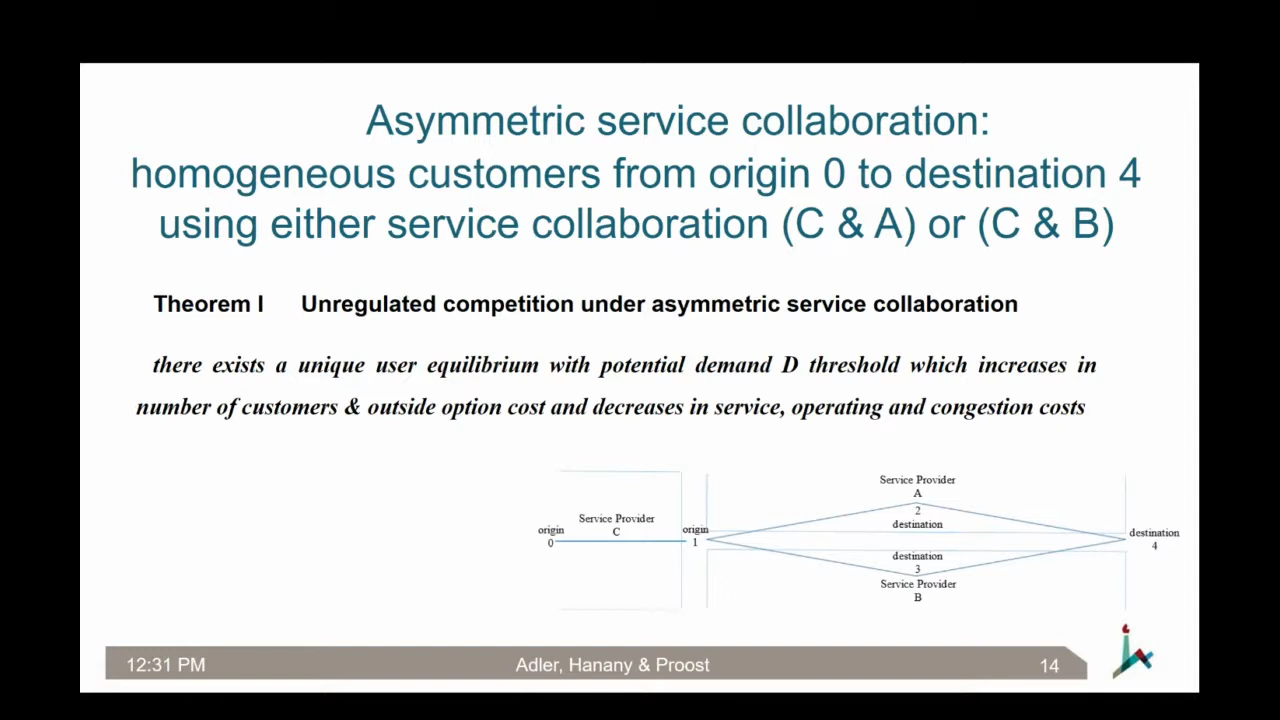 Asymmetric service collaboration:
homogeneous customers from origin 0 to destination 4
using either service collaboration (C & A) or (C & B)
Theorem I Unregulated competition under asymmetric service collaboration
there exists a unique user equilibrium with potential demand D threshold which increases in
number of customers & outside option cost and decreases in service, operating and congestion costs
Service Provider
A
2
destination
Service Provider
C
origin
0
origin
1
destination
4
destination
3
Service Provider
B
12:31 PM
Adler, Hanany & Proost
14